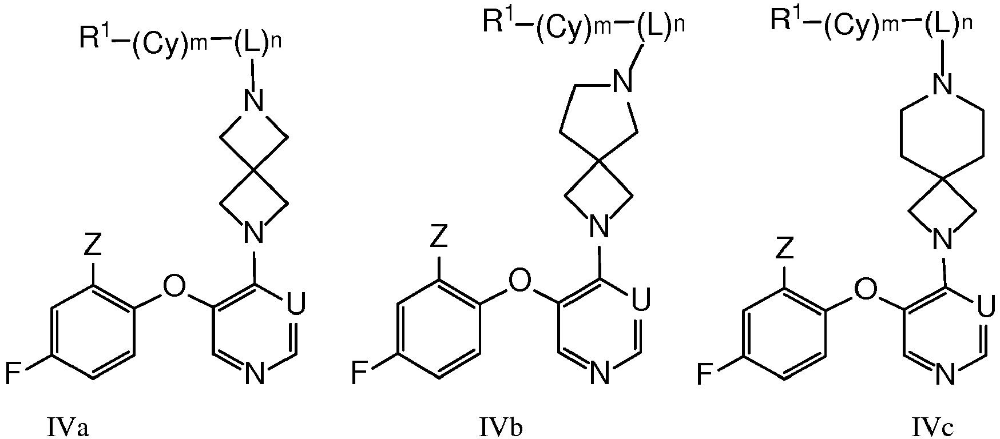 R1-(Cy)m-(L)n R1-(Cy)m-(L)n R1-(Cy)m-(L)n
N N N
N N N
Z Z Z
O O O
U U U
F N F N F N
IVa IVb IVc